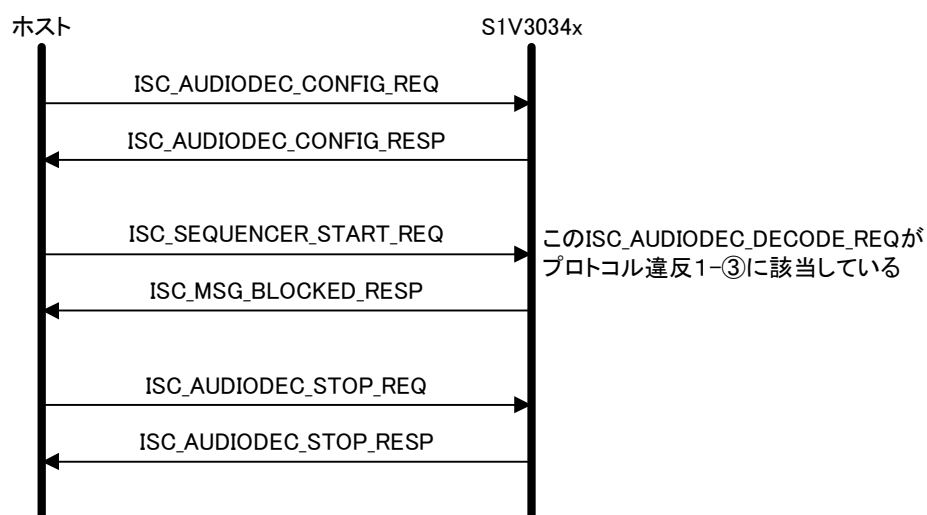 ホスト
S1V3034x
ISC_AUDIODEC_CONFIG_REQ
ISC_AUDIODEC_CONFIG_RESP
ISC_SEQUENCER_START_REQ
このISC_AUDIODEC_DECODE_REQが
プロトコル違反1-③に該当している
ISC_MSG_BLOCKED_RESP
ISC_AUDIODEC_STOP_REQ
ISC_AUDIODEC_STOP_RESP